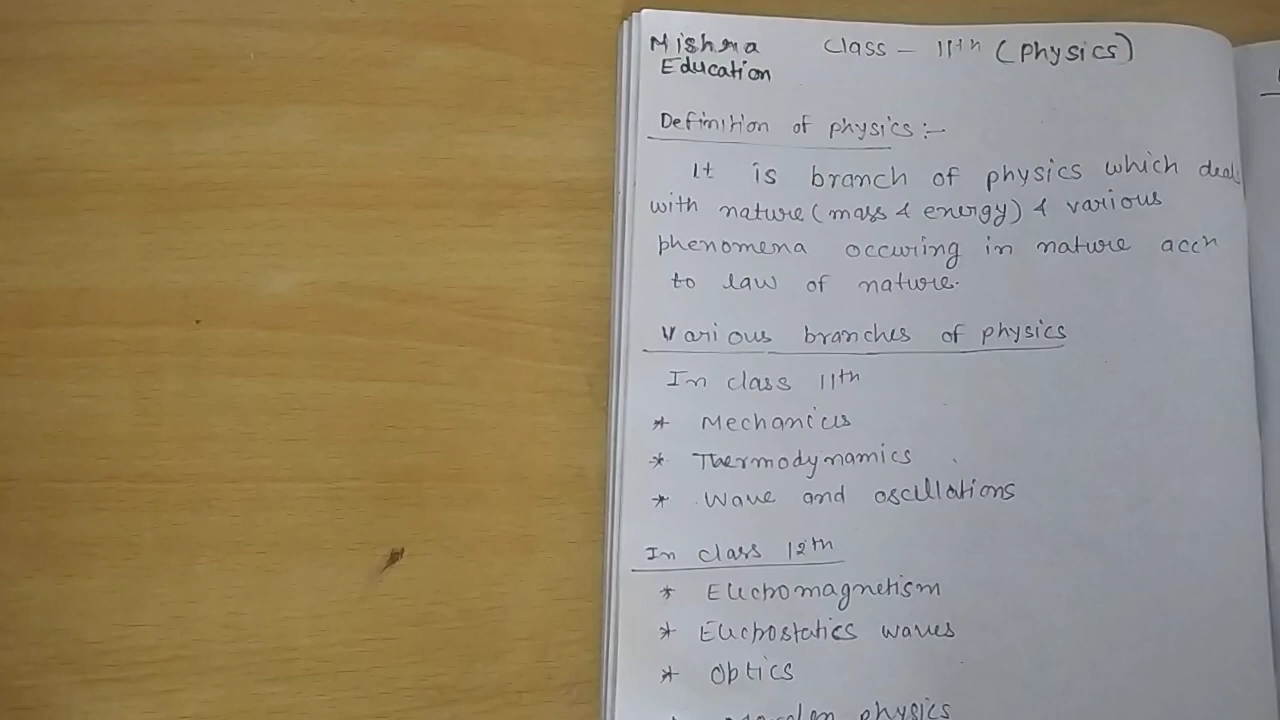 Mishra Class - 11th (Physics)
Education
Definition of physics :-
It is branch of physics which deal
with nature (mass & energy) & various
phenomena occuring in nature accn
to law of nature.
Various branches of physics
In class 11th
* Mechanics
* Thermodynamics
* Wave and oscillations
In class 12th
* Electromagnetism
* Electrostatics waves
* Optics
physics